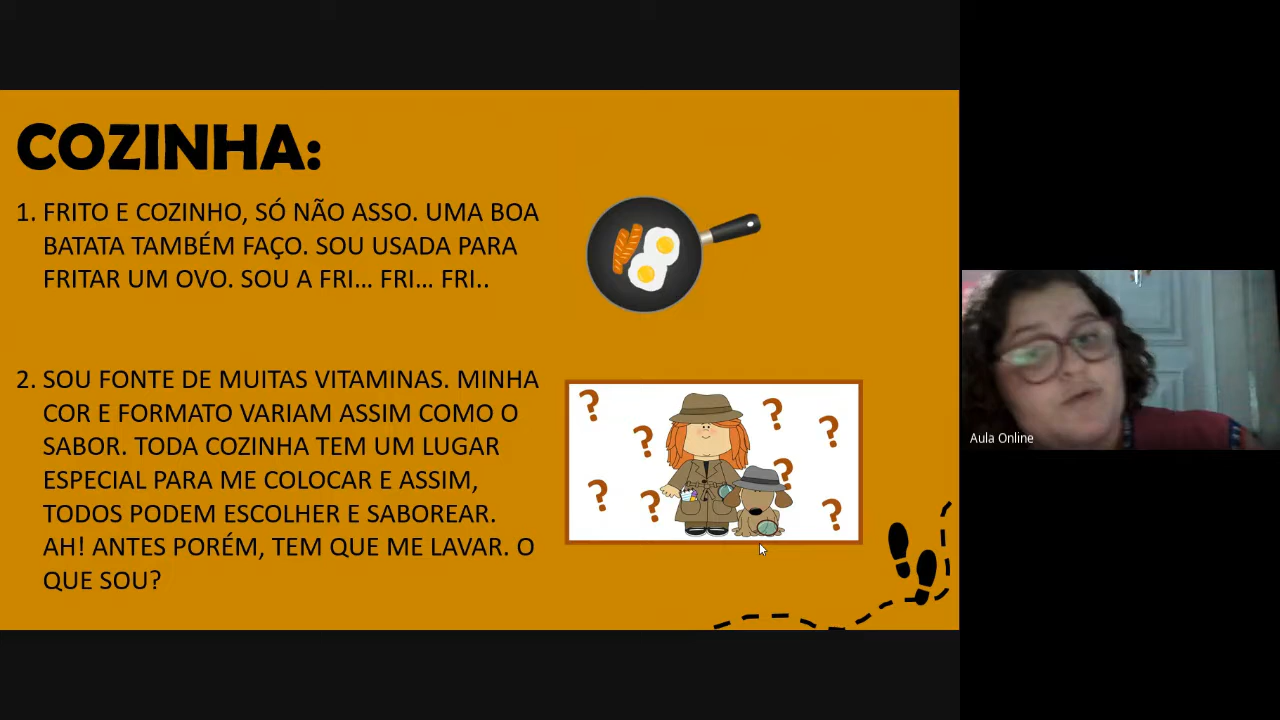 COZINHA:
1. FRITO E COZINHO, SÓ NÃO ASSO. UMA BOA
BATATA TAMBÉM FAÇO. SOU USADA PARA
FRITAR UM OVO. SOU A FRI... FRI... FRI..
2. SOU FONTE DE MUITAS VITAMINAS. MINHA
COR E FORMATO VARIAM ASSIM COMO O
SABOR. TODA COZINHA TEM UM LUGAR
ESPECIAL PARA ME COLOCAR E ASSIM,
TODOS PODEM ESCOLHER E SABOREAR.
AH! ANTES PORÉM, TEM QUE ME LAVAR. O
QUE SOU?
? ? ? ? ? ? ? ?
Aula Online